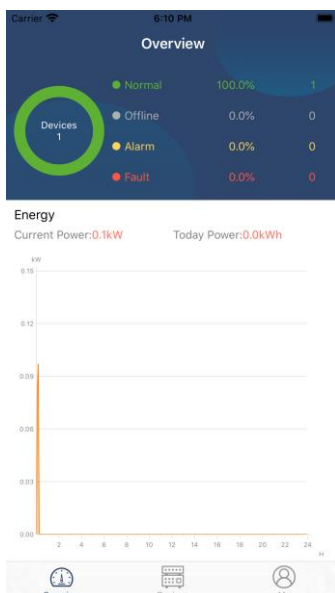 Carrier 6:10 PM
Overview
Devices
1
Normal 100.0% 1
Offline 0.0% 0
Alarm 0.0% 0
Fault 0.0% 0
Energy
Current Power:0.1kW Today Power:0.0kWh
kW
0.15
0.12
0.09
0.06
0.03
0.00
2 4 6 8 10 12 14 16 18 20 22 24
H